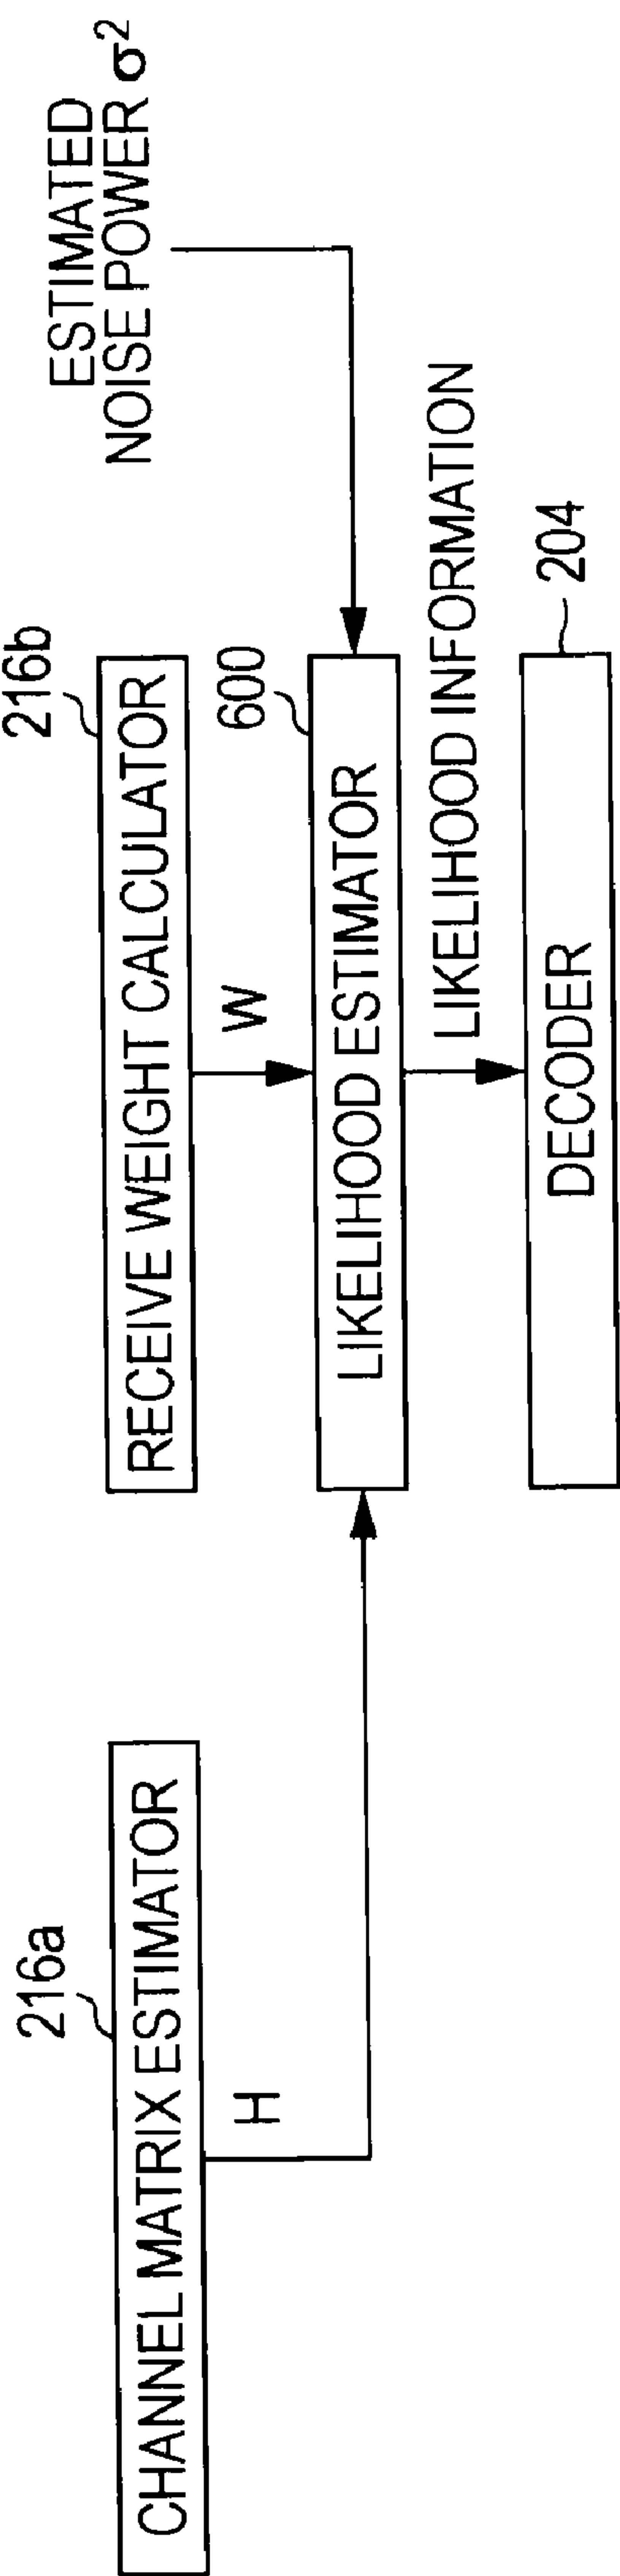 216a
CHANNEL MATRIX ESTIMATOR
H
216b
RECEIVE WEIGHT CALCULATOR
W
ESTIMATED
NOISE POWER σ²
600
LIKELIHOOD ESTIMATOR
LIKELIHOOD INFORMATION
204
DECODER